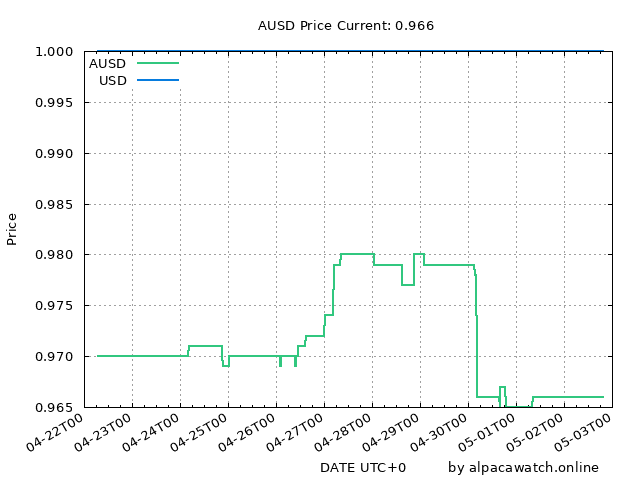 AUSD Price Current: 0.966
Price
1.000
0.995
0.990
0.985
0.980
0.975
0.970
0.965
AUSD
USD
04-22T00
04-23T00
04-24T00
04-25T00
04-26T00
04-27T00
04-28T00
04-29T00
04-30T00
05-01T00
05-02T00
05-03T00
DATE UTC+0
by alpacawatch.online